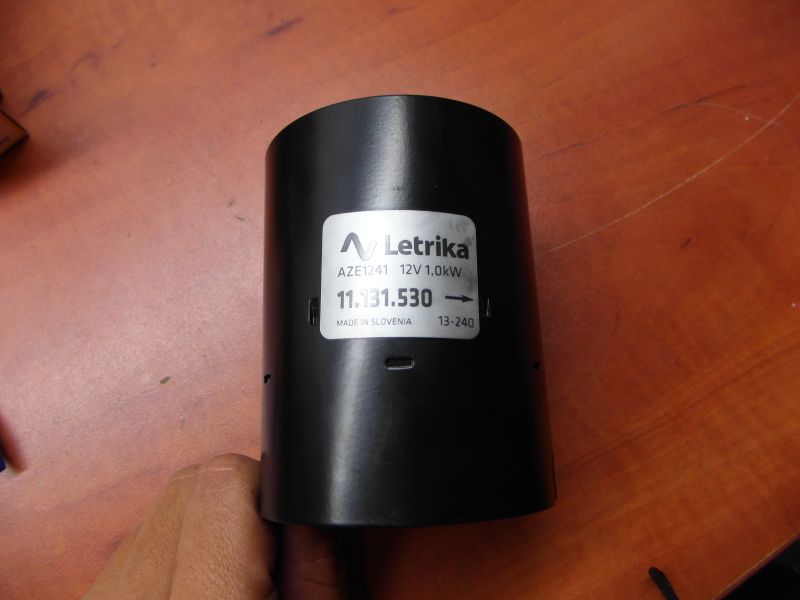 Letrika
AZE1241 12V 1,0kW
11.131.530 →
MADE IN SLOVENIA 13-240